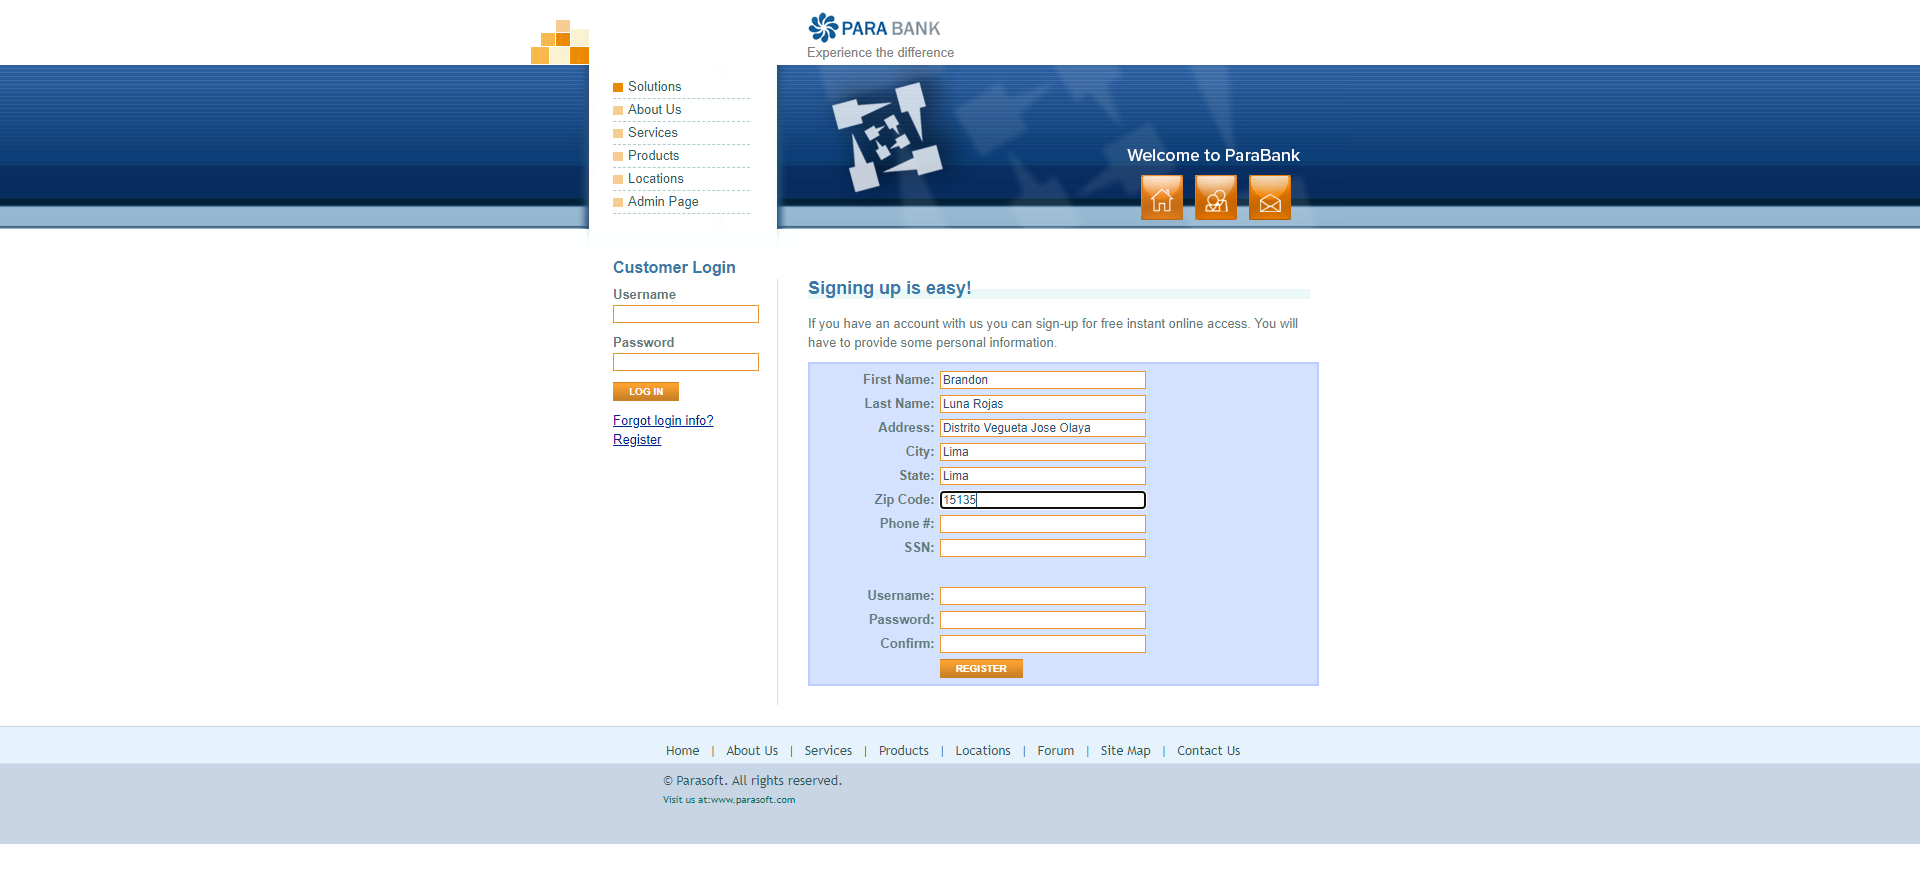 PARA BANK
Experience the difference
Solutions
About Us
Services
Products
Locations
Admin Page
Welcome to ParaBank
Customer Login
Username
Password
LOG IN
Forgot login info?
Register
Signing up is easy!
If you have an account with us you can sign-up for free instant online access. You will
have to provide some personal information.
First Name: Brandon
Last Name: Luna Rojas
Address: Distrito Vegueta Jose Olaya
City: Lima
State: Lima
Zip Code: 15135
Phone #:
SSN:
Username:
Password:
Confirm:
REGISTER
Home | About Us | Services | Products | Locations | Forum | Site Map | Contact Us
© Parasoft. All rights reserved.
Visit us at:www.parasoft.com